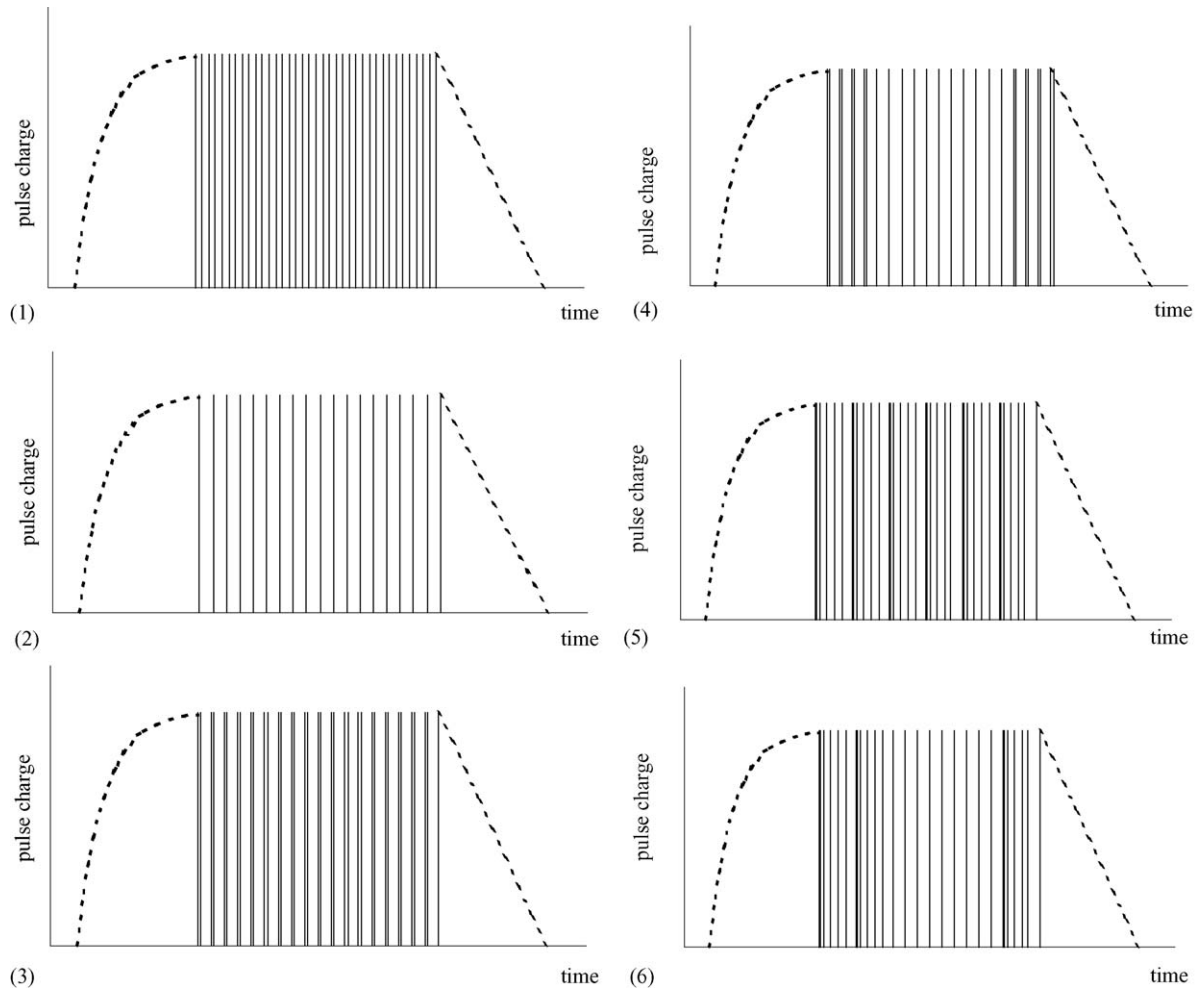 pulse charge
time
(1)
pulse charge
time
(2)
pulse charge
time
(3)
pulse charge
time
(4)
pulse charge
time
(5)
pulse charge
time
(6)